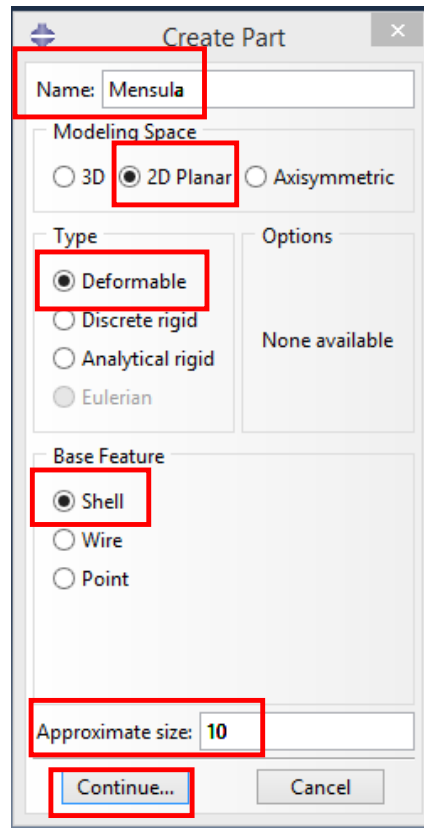 Create Part
Name: Mensula
Modeling Space
3D 2D Planar Axisymmetric
Type
Options
Deformable
Discrete rigid
Analytical rigid
Eulerian
None available
Base Feature
Shell
Wire
Point
Approximate size: 10
Continue... Cancel